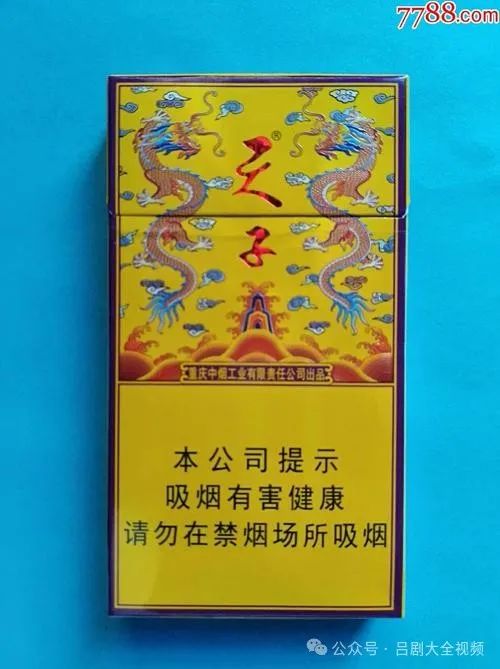 7788.com
天®
子
重庆中烟工业有限责任公司出品
本公司提示
吸烟有害健康
请勿在禁烟场所吸烟
公众号 · 吕剧大全视频